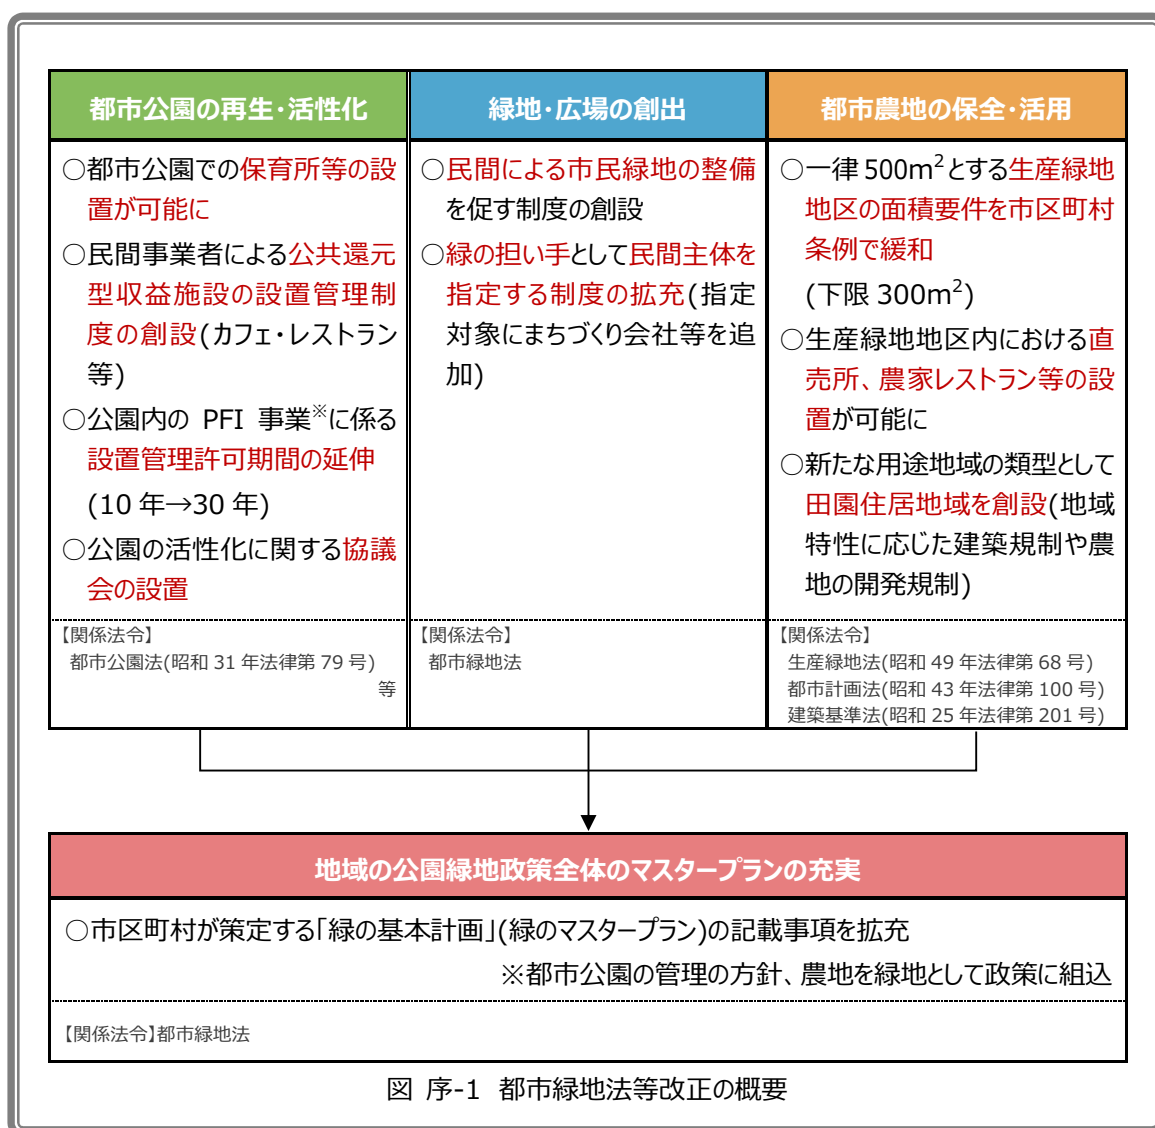 都市公園の再生・活性化
○都市公園での保育所等の設
置が可能に
○民間事業者による公共還元
型収益施設の設置管理制
度の創設(カフェ・レストラン
等)
○公園内の PFI 事業※に係る
設置管理許可期間の延伸
(10 年→30 年)
○公園の活性化に関する協議
会の設置
【関係法令】
都市公園法(昭和 31 年法律第 79 号)
等
緑地・広場の創出
○民間による市民緑地の整備
を促す制度の創設
○緑の担い手として民間主体を
指定する制度の拡充(指定
対象にまちづくり会社等を追
加)
【関係法令】
都市緑地法
都市農地の保全・活用
○一律 500m²とする生産緑地
地区の面積要件を市区町村
条例で緩和
(下限 300m²)
○生産緑地地区内における直
売所、農家レストラン等の設
置が可能に
○新たな用途地域の類型として
田園住居地域を創設(地域
特性に応じた建築規制や農
地の開発規制)
【関係法令】
生産緑地法(昭和 49 年法律第 68 号)
都市計画法(昭和 43 年法律第 100 号)
建築基準法(昭和 25 年法律第 201 号)
地域の公園緑地政策全体のマスタープランの充実
○市区町村が策定する「緑の基本計画」(緑のマスタープラン)の記載事項を拡充
※都市公園の管理の方針、農地を緑地として政策に組込
【関係法令】都市緑地法
図 序-1 都市緑地法等改正の概要